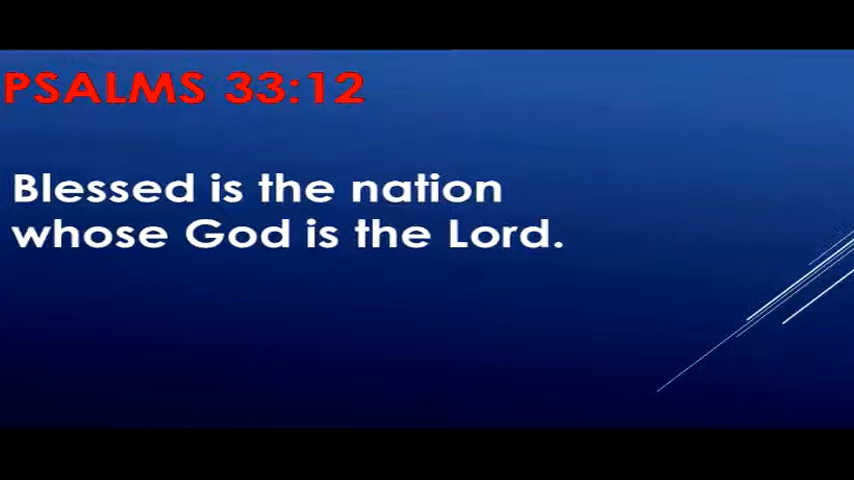 PSALMS 33:12
Blessed is the nation
whose God is the Lord.